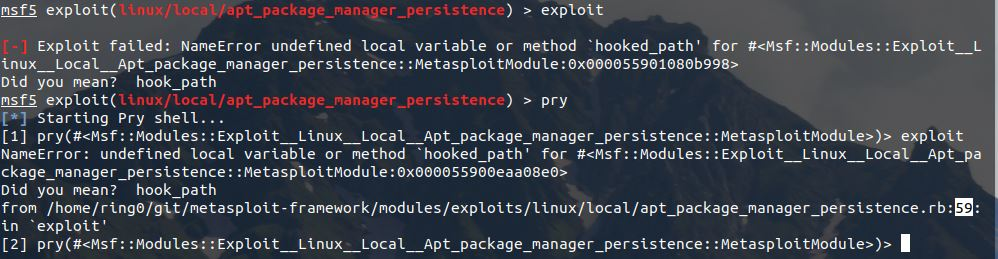 msf5 exploit(linux/local/apt_package_manager_persistence) > exploit
[-] Exploit failed: NameError undefined local variable or method `hooked_path' for #<Msf::Modules::Exploit__L
inux__Local__Apt_package_manager_persistence::MetasploitModule:0x000055901080b998>
Did you mean?  hook_path
msf5 exploit(linux/local/apt_package_manager_persistence) > pry
[*] Starting Pry shell...
[1] pry(#<Msf::Modules::Exploit__Linux__Local__Apt_package_manager_persistence::MetasploitModule>)> exploit
NameError: undefined local variable or method `hooked_path' for #<Msf::Modules::Exploit__Linux__Local__Apt_pa
ckage_manager_persistence::MetasploitModule:0x000055900eaa08e0>
Did you mean?  hook_path
from /home/ring0/git/metasploit-framework/modules/exploits/linux/local/apt_package_manager_persistence.rb:59:
in `exploit'
[2] pry(#<Msf::Modules::Exploit__Linux__Local__Apt_package_manager_persistence::MetasploitModule>)>